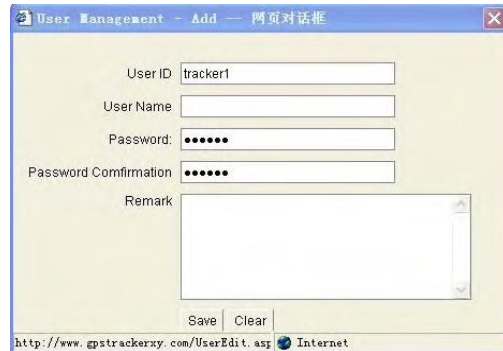 User Management - Add -- 网页对话框
User ID tracker1
User Name
Password: ••••••
Password Comfirmation ••••••
Remark
Save Clear
http://www.gpstrackerxy.com/UserEdit.asp Internet